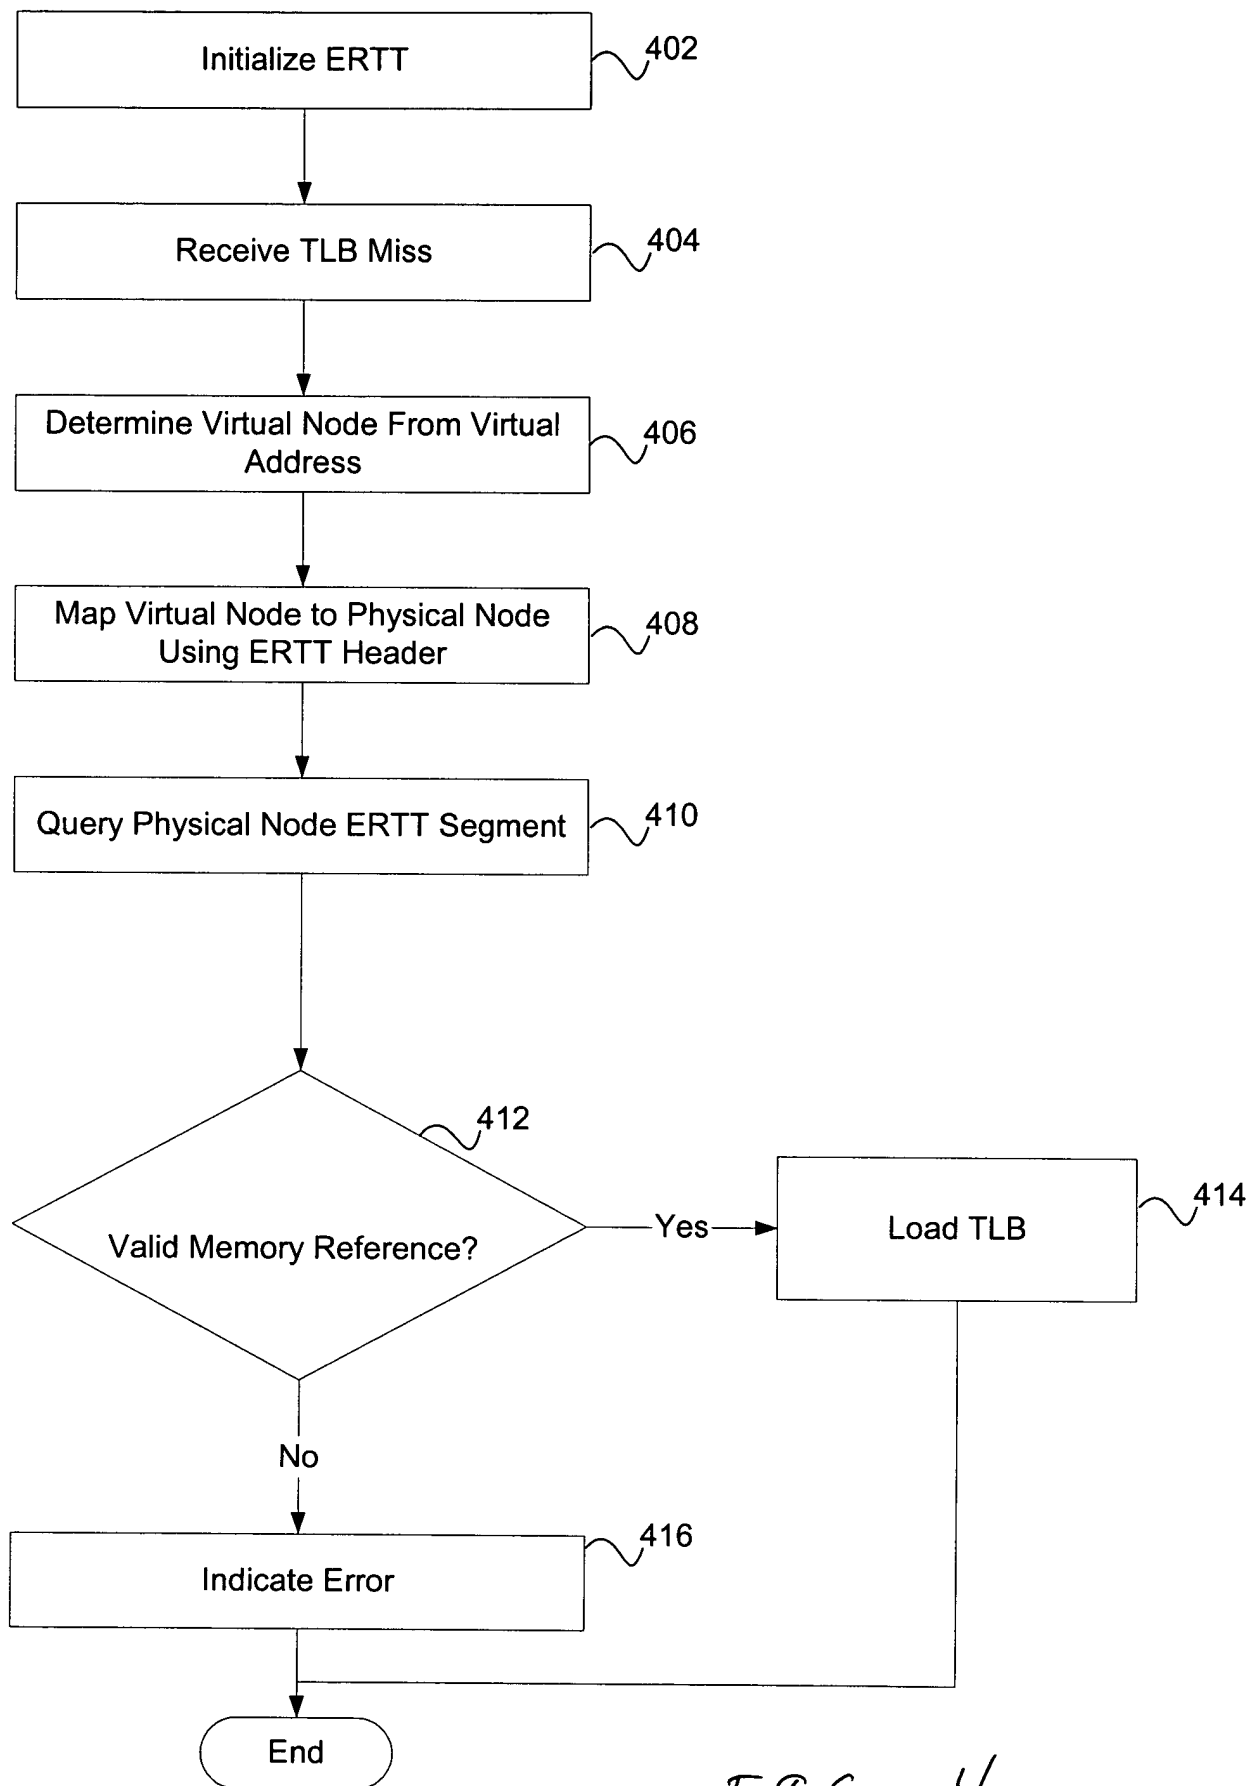 Initialize ERTT
402
Receive TLB Miss
404
Determine Virtual Node From Virtual
Address
406
Map Virtual Node to Physical Node
Using ERTT Header
408
Query Physical Node ERTT Segment
410
412
Valid Memory Reference?
Yes
Load TLB
414
No
Indicate Error
416
End